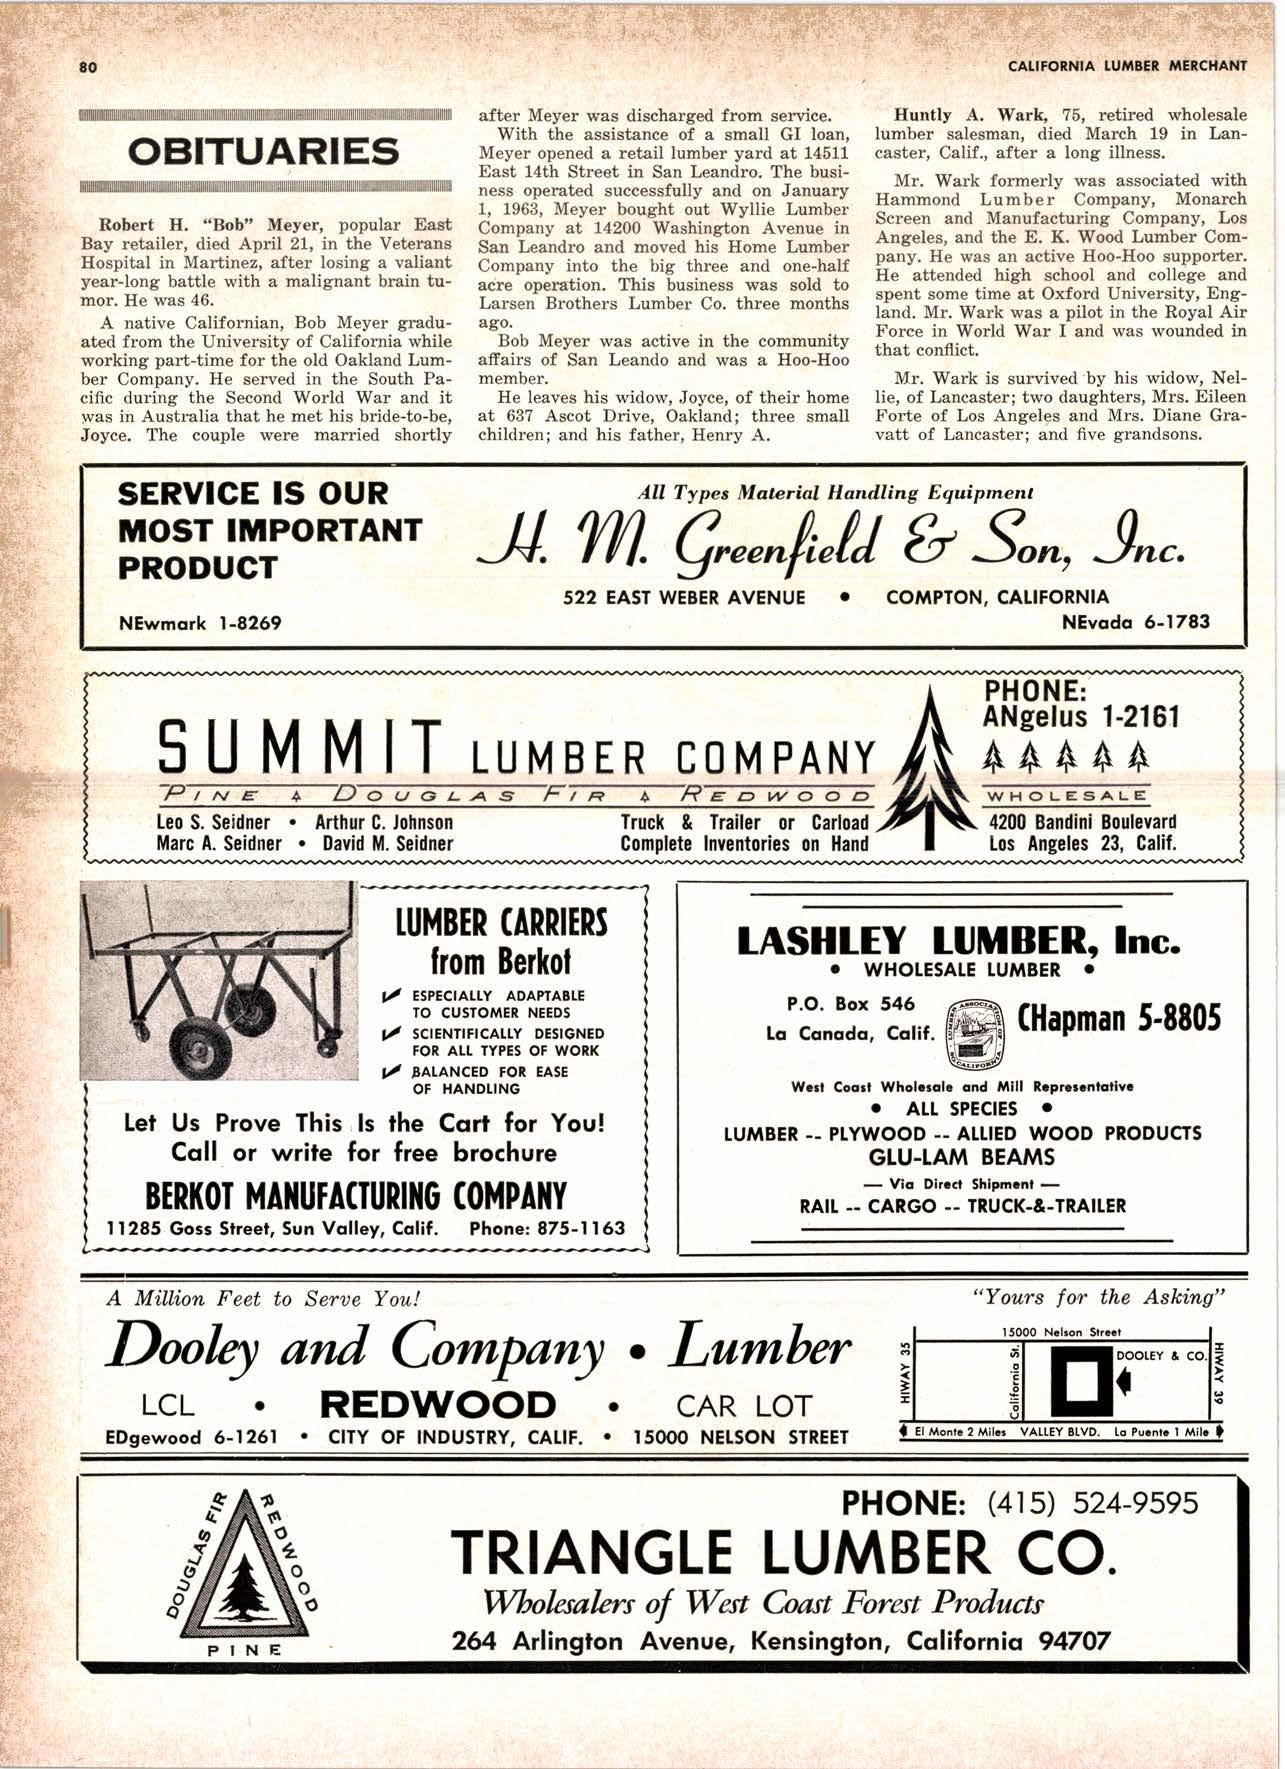 80
CALIFORNIA LUMBER MERCHANT
OBITUARIES
Robert H. "Bob" Meyer, popular East
Bay retailer, died April 21, in the Veterans
Hospital in Martinez, after losing a valiant
year-long battle with a malignant brain tu-
mor. He was 46.
A native Californian, Bob Meyer gradu-
ated from the University of California while
working part-time for the old Oakland Lum-
ber Company. He served in the South Pa-
cific during the Second World War and it
was in Australia that he met his bride-to-be,
Joyce. The couple were married shortly
after Meyer was discharged from service.
With the assistance of a small GI loan,
Meyer opened a retail lumber yard at 14511
East 14th Street in San Leandro. The busi-
ness operated successfully and on January
1, 1963, Meyer bought out Wyllie Lumber
Company at 14200 Washington Avenue in
San Leandro and moved his Home Lumber
Company into the big three and one-half
acre operation. This business was sold to
Larsen Brothers Lumber Co. three months
ago.
Bob Meyer was active in the community
affairs of San Leando and was a Hoo-Hoo
member.
He leaves his widow, Joyce, of their home
at 637 Ascot Drive, Oakland; three small
children; and his father, Henry A.
Huntly A. Wark, 75, retired wholesale
lumber salesman, died March 19 in Lan-
caster, Calif., after a long illness.
Mr. Wark formerly was associated with
Hammond Lumber Company, Monarch
Screen and Manufacturing Company, Los
Angeles, and the E. K. Wood Lumber Com-
pany. He was an active Hoo-Hoo supporter.
He attended high school and college and
spent some time at Oxford University, Eng-
land. Mr. Wark was a pilot in the Royal Air
Force in World War I and was wounded in
that conflict.
Mr. Wark is survived by his widow, Nel-
lie, of Lancaster; two daughters, Mrs. Eileen
Forte of Los Angeles and Mrs. Diane Gra-
vatt of Lancaster; and five grandsons.
SERVICE IS OUR
MOST IMPORTANT
PRODUCT
NEwmark 1-8269
All Types Material Handling Equipment
H. M. Greenfield & Son, Inc.
522 EAST WEBER AVENUE • COMPTON, CALIFORNIA
NEvada 6-1783
SUMMIT LUMBER COMPANY
PINE DOUGLAS FIR REDWOOD
Leo S. Seidner • Arthur C. Johnson
Marc A. Seidner • David M. Seidner
Truck & Trailer or Carload
Complete Inventories on Hand
PHONE:
ANgelus 1-2161
WHOLESALE
4200 Bandini Boulevard
Los Angeles 23, Calif.
LUMBER CARRIERS
from Berkot
ESPECIALLY ADAPTABLE
TO CUSTOMER NEEDS
SCIENTIFICALLY DESIGNED
FOR ALL TYPES OF WORK
BALANCED FOR EASE
OF HANDLING
Let Us Prove This Is the Cart for You!
Call or write for free brochure
BERKOT MANUFACTURING COMPANY
11285 Goss Street, Sun Valley, Calif. Phone: 875-1163
LASHLEY LUMBER, Inc.
• WHOLESALE LUMBER •
P.O. Box 546
La Canada, Calif.
LUMBER ASSOCIATION OF SO. CALIFORNIA
CHapman 5-8805
West Coast Wholesale and Mill Representative
• ALL SPECIES •
LUMBER -- PLYWOOD -- ALLIED WOOD PRODUCTS
GLU-LAM BEAMS
— Via Direct Shipment —
RAIL -- CARGO -- TRUCK-&-TRAILER
A Million Feet to Serve You!
"Yours for the Asking"
Dooley and Company • Lumber
LCL • REDWOOD • CAR LOT
EDgewood 6-1261 • CITY OF INDUSTRY, CALIF. • 15000 NELSON STREET
15000 Nelson Street
HIWAY 35
California St.
DOOLEY & CO.
HIWAY 39
El Monte 2 Miles VALLEY BLVD. La Puente 1 Mile
DOUGLAS FIR
REDWOOD
PINE
PHONE: (415) 524-9595
TRIANGLE LUMBER CO.
Wholesalers of West Coast Forest Products
264 Arlington Avenue, Kensington, California 94707